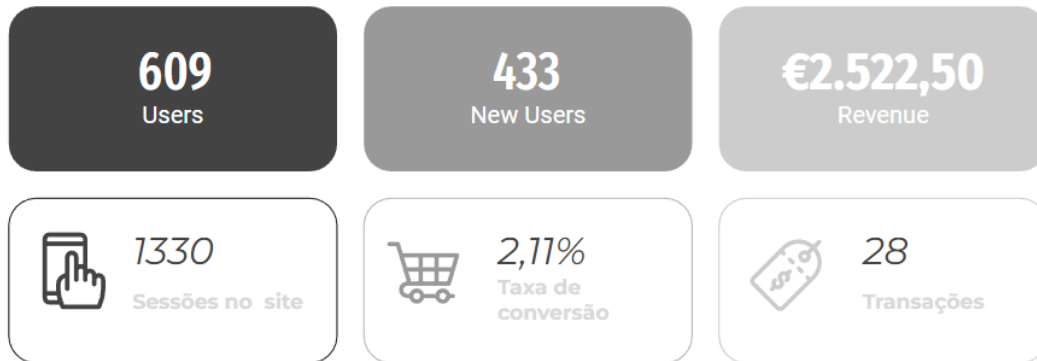 609
Users
433
New Users
€2.522,50
Revenue
1330
Sessões no site
2,11%
Taxa de
conversão
28
Transações